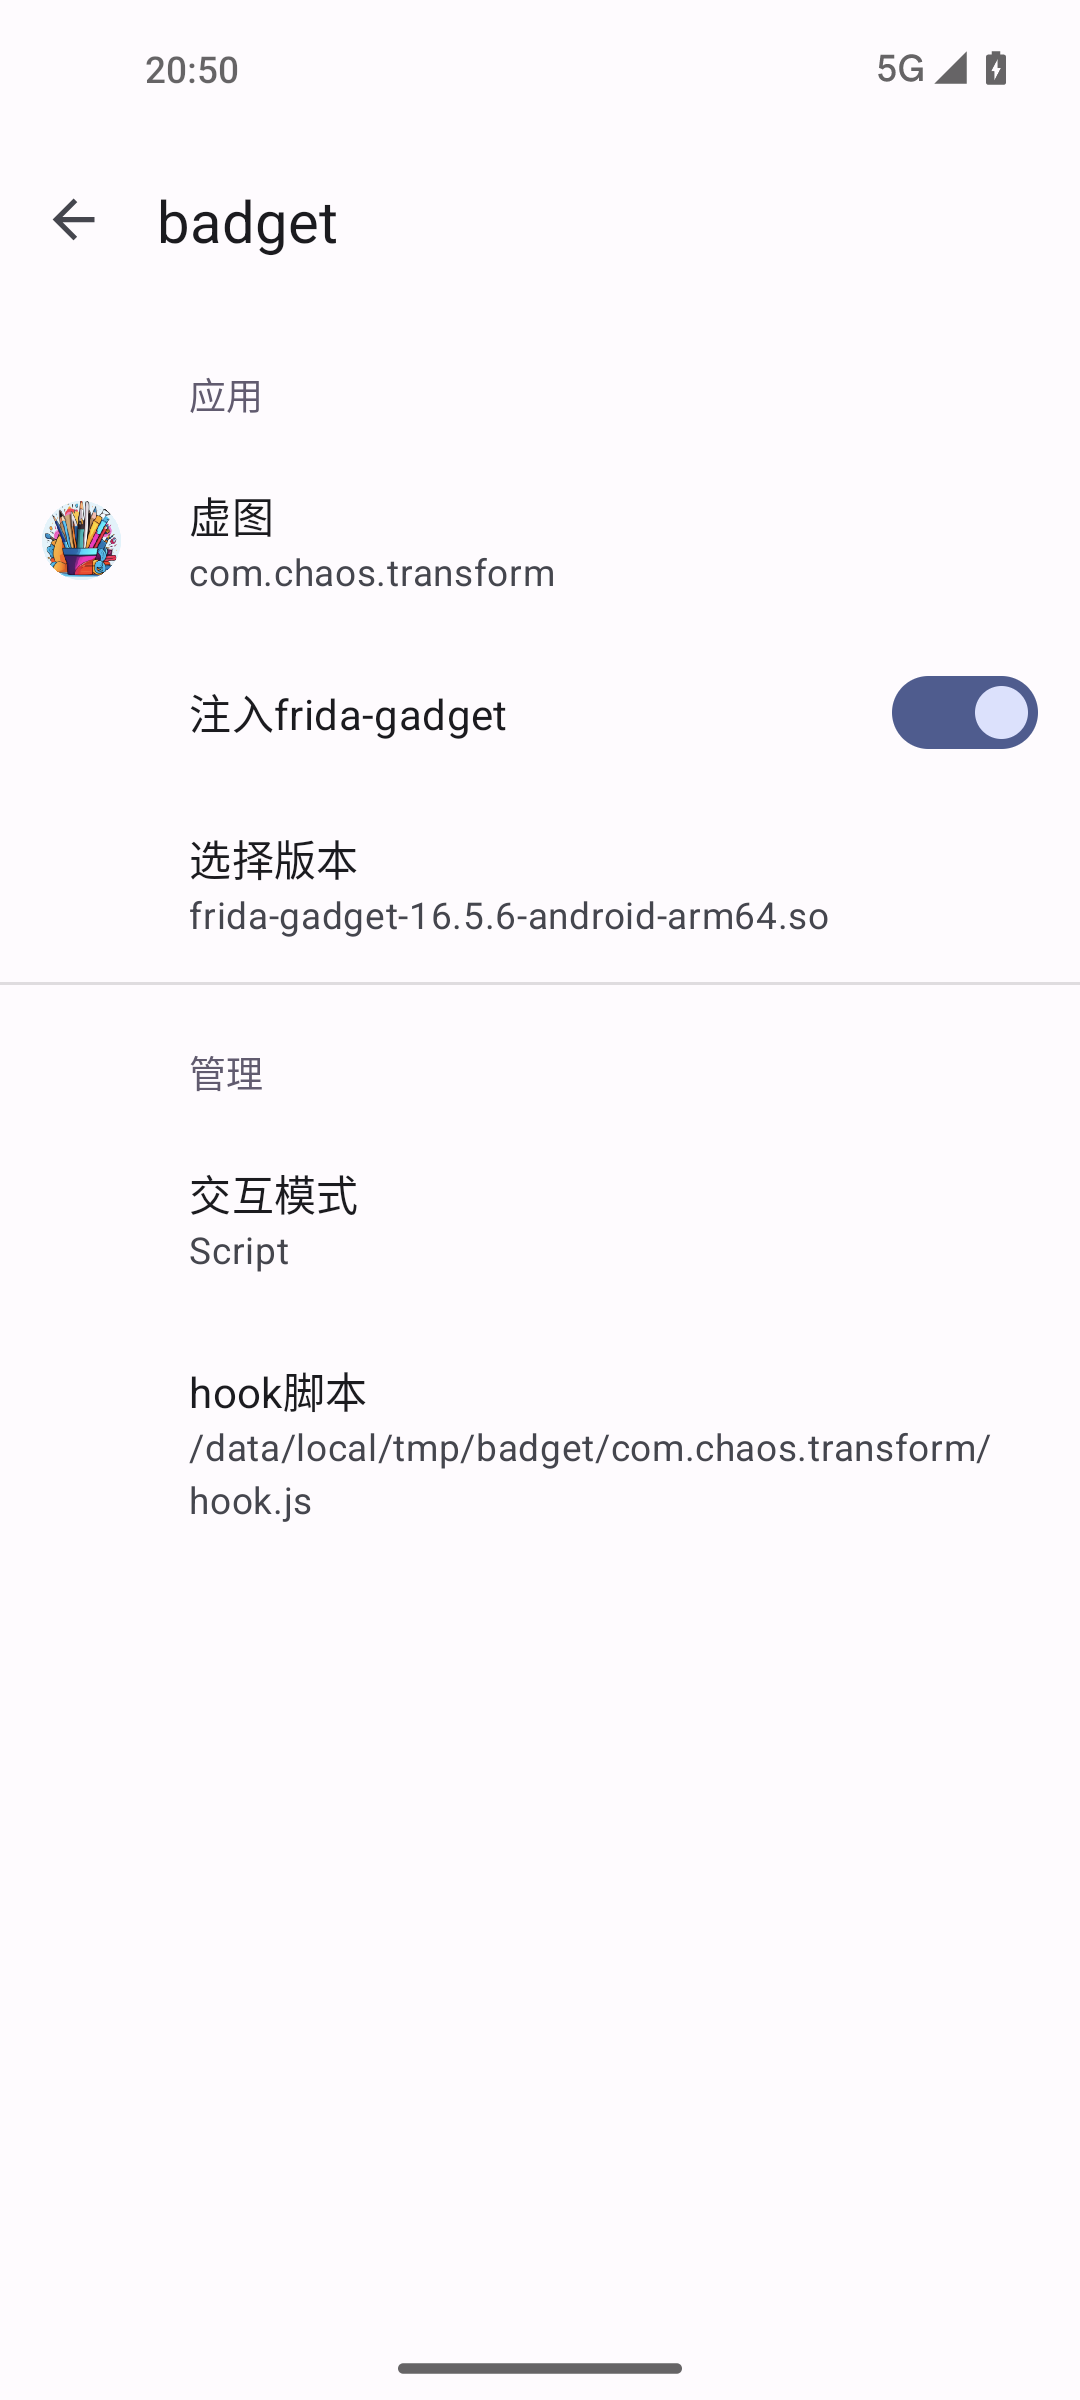 20:50
5G
badget
应用
虚图
com.chaos.transform
注入frida-gadget
选择版本
frida-gadget-16.5.6-android-arm64.so
管理
交互模式
Script
hook脚本
/data/local/tmp/badget/com.chaos.transform/
hook.js